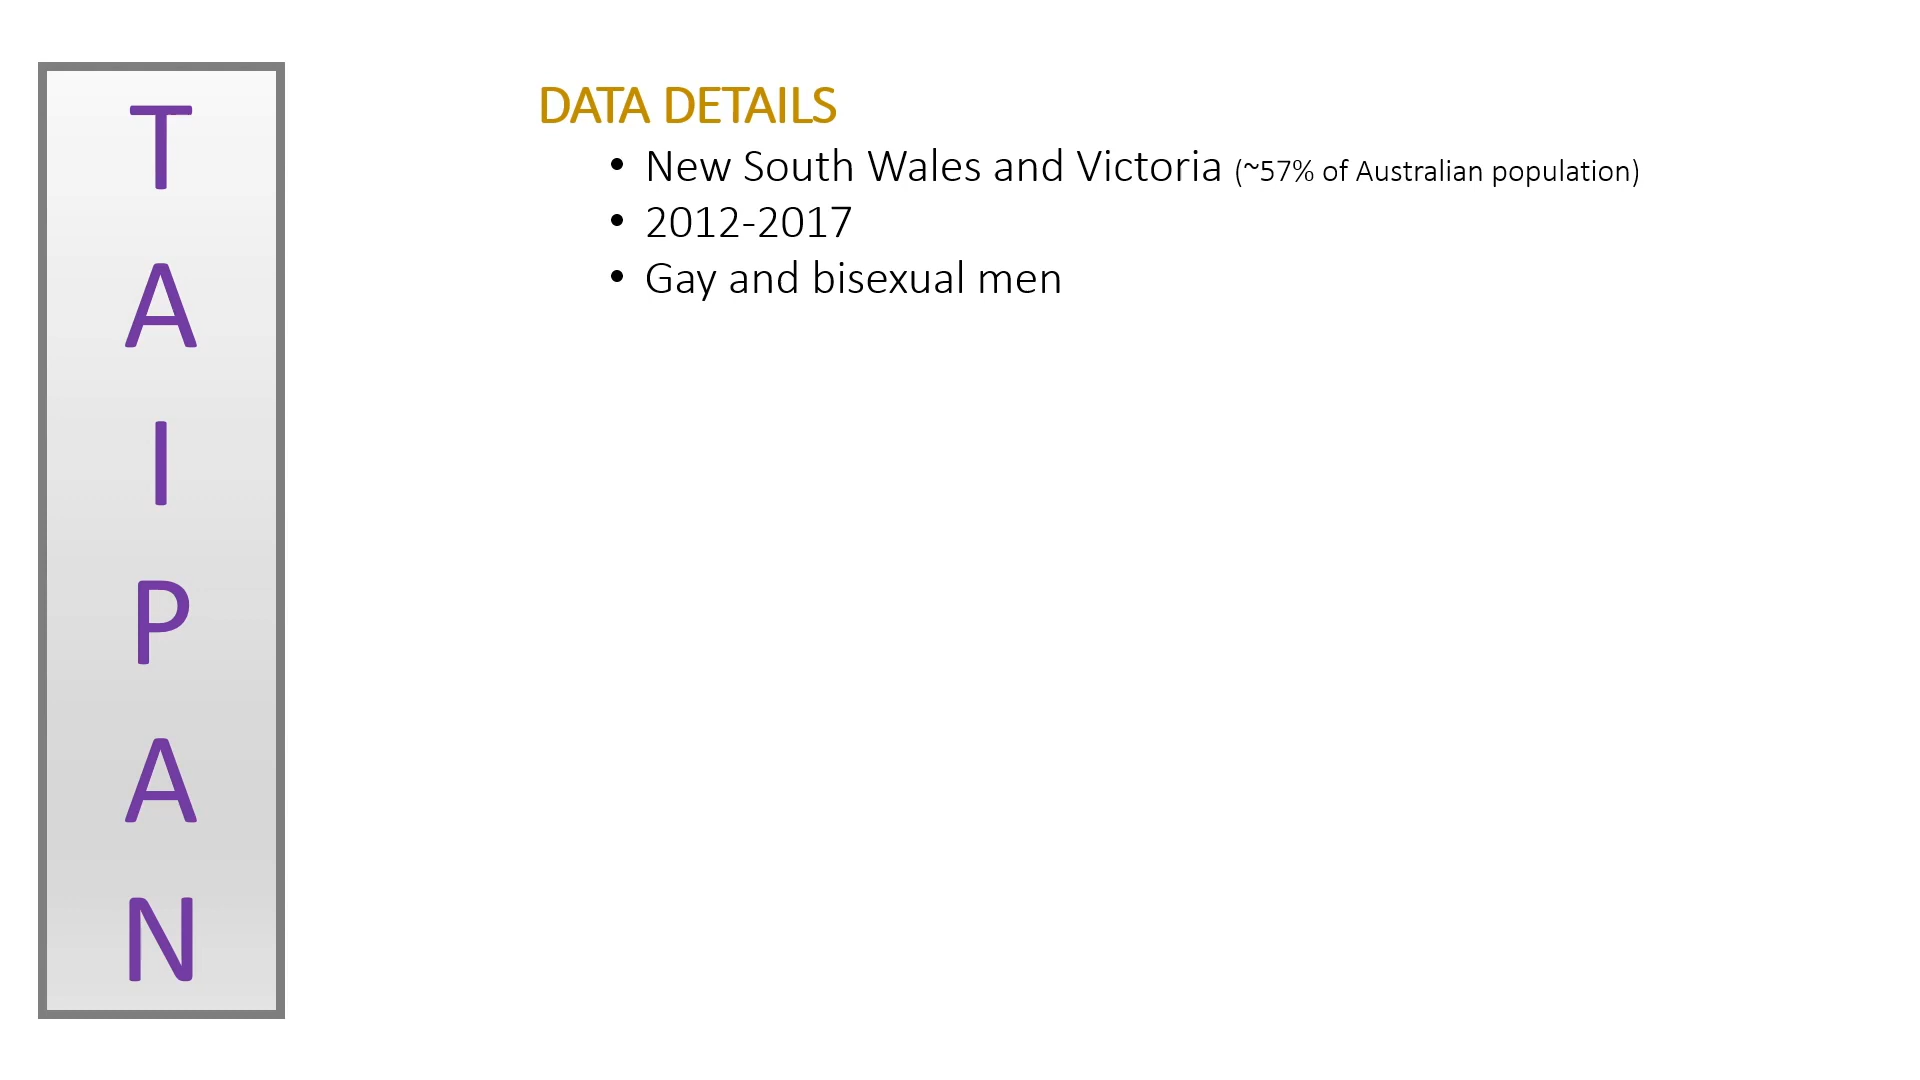 T
A
I
P
A
N
DATA DETAILS
• New South Wales and Victoria (~57% of Australian population)
• 2012-2017
• Gay and bisexual men